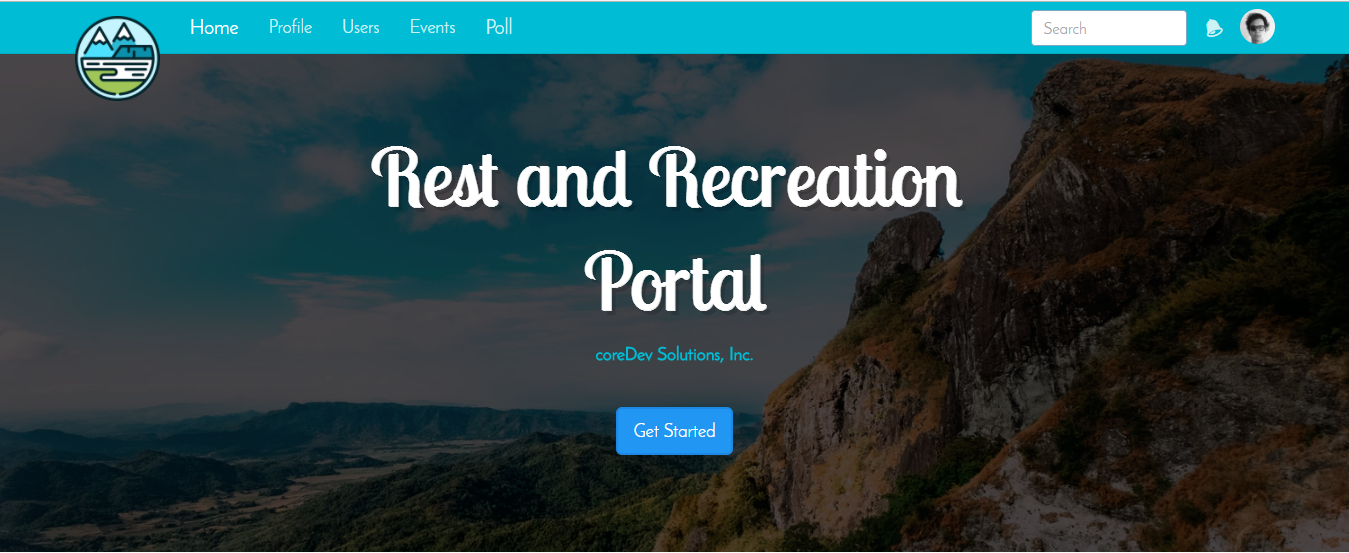 Home Profile Users Events Poll Search
Rest and Recreation
Portal
coreDev Solutions, Inc.
Get Started